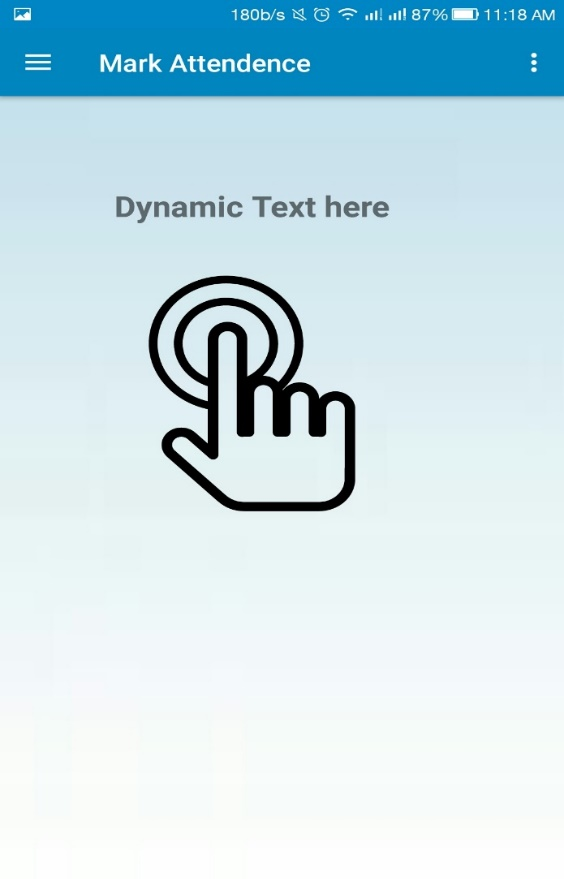 180b/s 87% 11:18 AM
Mark Attendence
Dynamic Text here